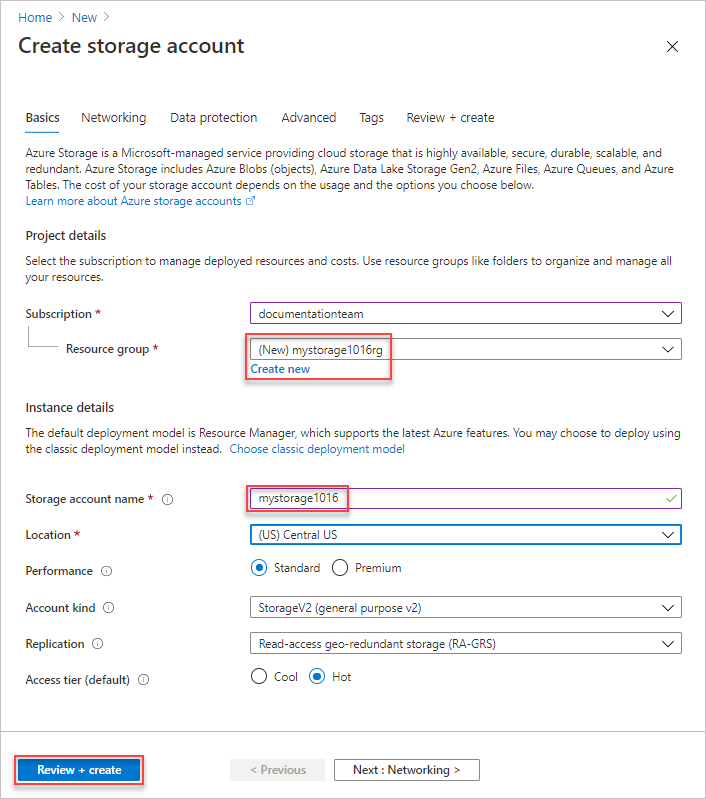 Home > New >
Create storage account
Basics Networking Data protection Advanced Tags Review + create
Azure Storage is a Microsoft-managed service providing cloud storage that is highly available, secure, durable, scalable, and
redundant. Azure Storage includes Azure Blobs (objects), Azure Data Lake Storage Gen2, Azure Files, Azure Queues, and Azure
Tables. The cost of your storage account depends on the usage and the options you choose below.
Learn more about Azure storage accounts
Project details
Select the subscription to manage deployed resources and costs. Use resource groups like folders to organize and manage all
your resources.
Subscription * documentationteam
Resource group * (New) mystorage1016rg
Create new
Instance details
The default deployment model is Resource Manager, which supports the latest Azure features. You may choose to deploy using
the classic deployment model instead. Choose classic deployment model
Storage account name * mystorage1016
Location * (US) Central US
Performance Standard Premium
Account kind StorageV2 (general purpose v2)
Replication Read-access geo-redundant storage (RA-GRS)
Access tier (default) Cool Hot
Review + create < Previous Next : Networking >